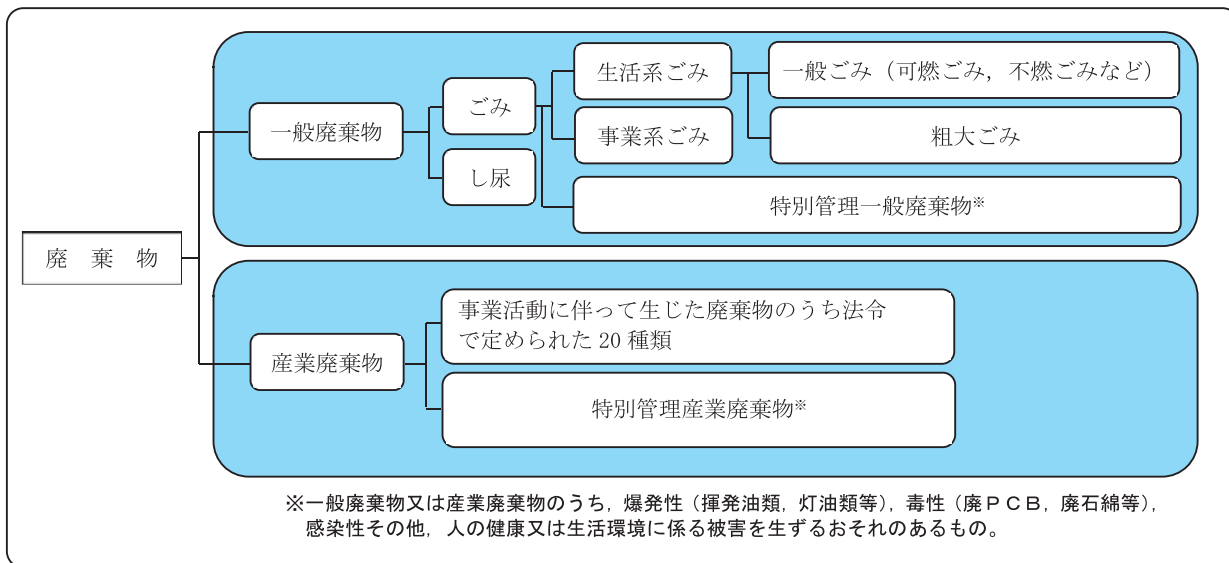 廃 棄 物
一般廃棄物
ごみ
し尿
生活系ごみ
事業系ごみ
一般ごみ（可燃ごみ，不燃ごみなど）
粗大ごみ
特別管理一般廃棄物※
産業廃棄物
事業活動に伴って生じた廃棄物のうち法令
で定められた 20 種類
特別管理産業廃棄物※
※一般廃棄物又は産業廃棄物のうち，爆発性（揮発油類，灯油類等），毒性（廃ＰＣＢ，廃石綿等），
感染性その他，人の健康又は生活環境に係る被害を生ずるおそれのあるもの。